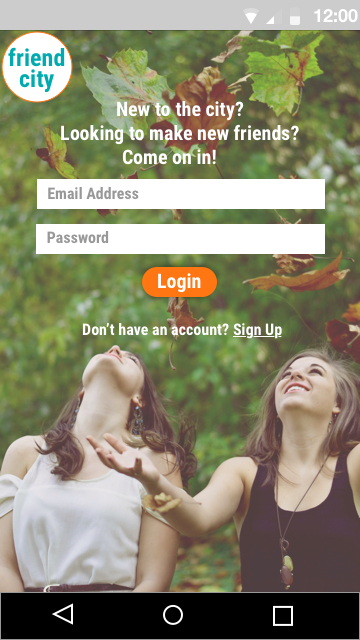 12:00
friend
city
New to the city?
Looking to make new friends?
Come on in!
Email Address
Password
Login
Don't have an account? Sign Up